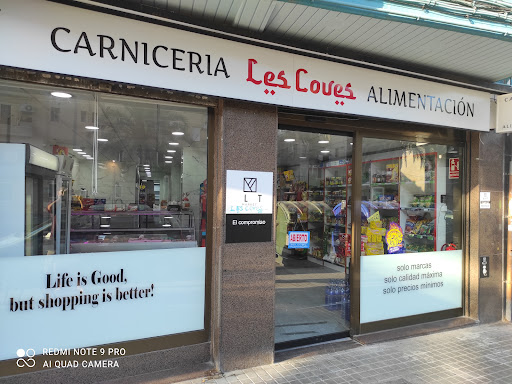 CARNICERIA Les Coves ALIMENTACIÓN
L T
El compromiso
ABIERTO
Life is Good,
but shopping is better!
solo marcas
solo calidad máxima
solo precios mínimos
REDMI NOTE 9 PRO
AI QUAD CAMERA